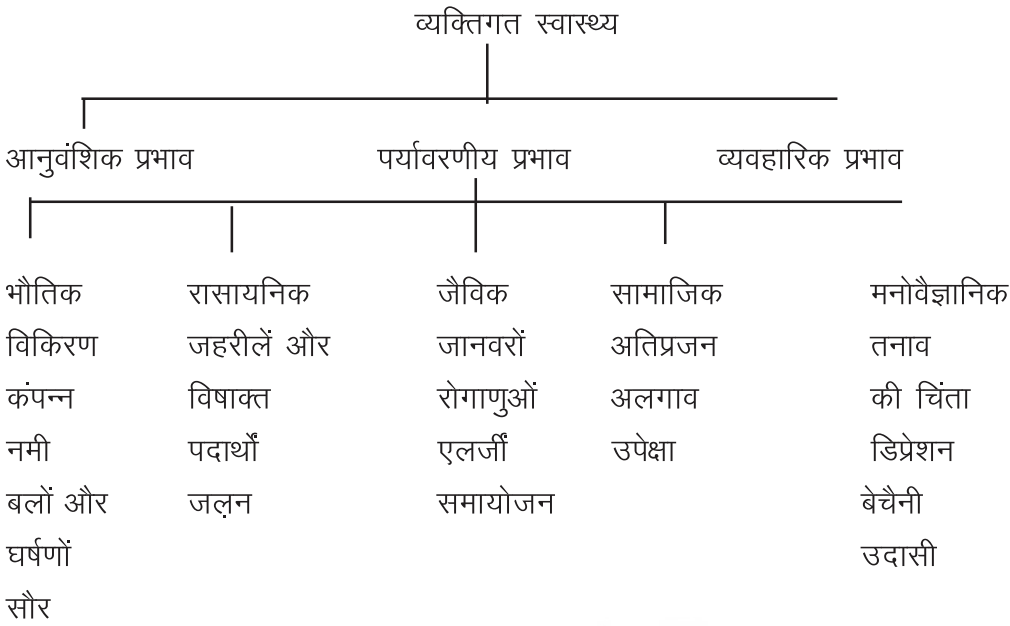 व्यक्तिगत स्वास्थ्य
आनुवंशिक प्रभाव पर्यावरणीय प्रभाव व्यवहारिक प्रभाव
भौतिक रासायनिक जैविक सामाजिक मनोवैज्ञानिक
विकिरण जहरीलें और जानवरों अतिप्रजन तनाव
कंपन्न विषाक्त रोगाणुओं अलगाव की चिंता
नमी पदार्थों एलर्जीं उपेक्षा डिप्रेशन
बलों और जल़न समायोजन बेचैनी
घर्षणों उदासी
सौर